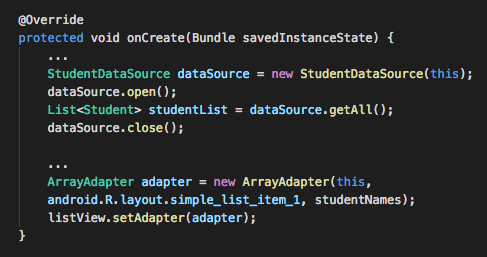 @Override
protected void onCreate(Bundle savedInstanceState) {
...
StudentDataSource dataSource = new StudentDataSource(this);
dataSource.open();
List<Student> studentList = dataSource.getAll();
dataSource.close();
...
ArrayAdapter adapter = new ArrayAdapter(this,
android.R.layout.simple_list_item_1, studentNames);
listView.setAdapter(adapter);
}